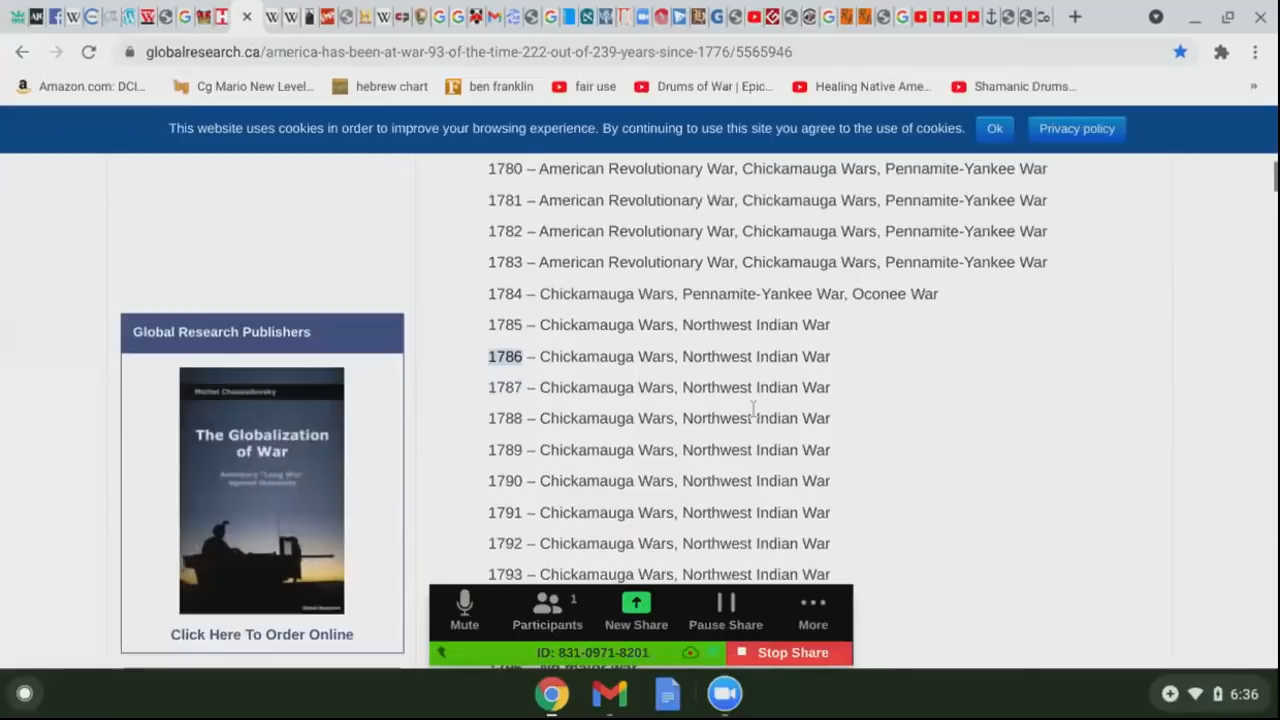 globalresearch.ca/america-has-been-at-war-93-of-the-time-222-out-of-239-years-since-1776/5565946
Amazon.com: DCI...
Cg Mario New Level...
hebrew chart
ben franklin
fair use
Drums of War | Epic...
Healing Native Ame...
Shamanic Drums...
»
This website uses cookies in order to improve your browsing experience. By continuing to use this site you agree to the use of cookies.
Ok
Privacy policy
1780 – American Revolutionary War, Chickamauga Wars, Pennamite-Yankee War
1781 – American Revolutionary War, Chickamauga Wars, Pennamite-Yankee War
1782 – American Revolutionary War, Chickamauga Wars, Pennamite-Yankee War
1783 – American Revolutionary War, Chickamauga Wars, Pennamite-Yankee War
1784 – Chickamauga Wars, Pennamite-Yankee War, Oconee War
1785 – Chickamauga Wars, Northwest Indian War
1786 – Chickamauga Wars, Northwest Indian War
1787 – Chickamauga Wars, Northwest Indian War
1788 – Chickamauga Wars, Northwest Indian War
1789 – Chickamauga Wars, Northwest Indian War
1790 – Chickamauga Wars, Northwest Indian War
1791 – Chickamauga Wars, Northwest Indian War
1792 – Chickamauga Wars, Northwest Indian War
1793 – Chickamauga Wars, Northwest Indian War
Global Research Publishers
Michel Chossudovsky
The Globalization
of War
America's "Long War"
against Humanity
Click Here To Order Online
Mute
Participants
1
New Share
Pause Share
More
ID: 831-0971-8201
Stop Share
6:36